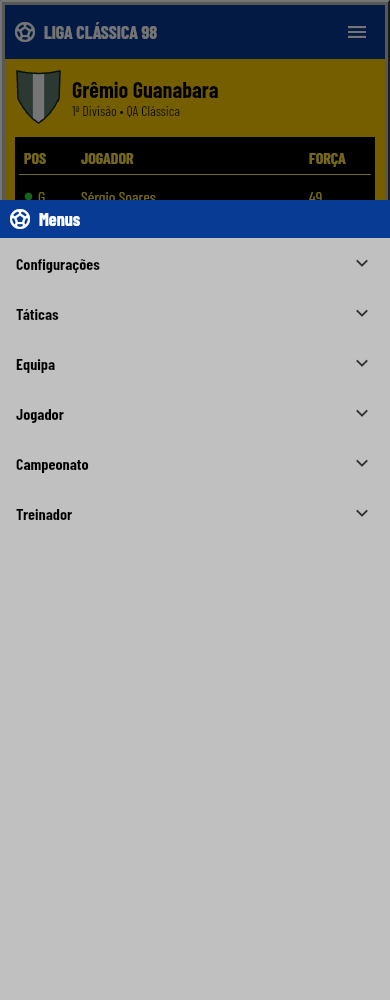 LIGA CLÁSSICA 98
Grêmio Guanabara
1ª Divisão • QA Clássica
POS JOGADOR FORÇA
G Sérgio Soares 49
Menus
Configurações
Táticas
Equipa
Jogador
Campeonato
Treinador